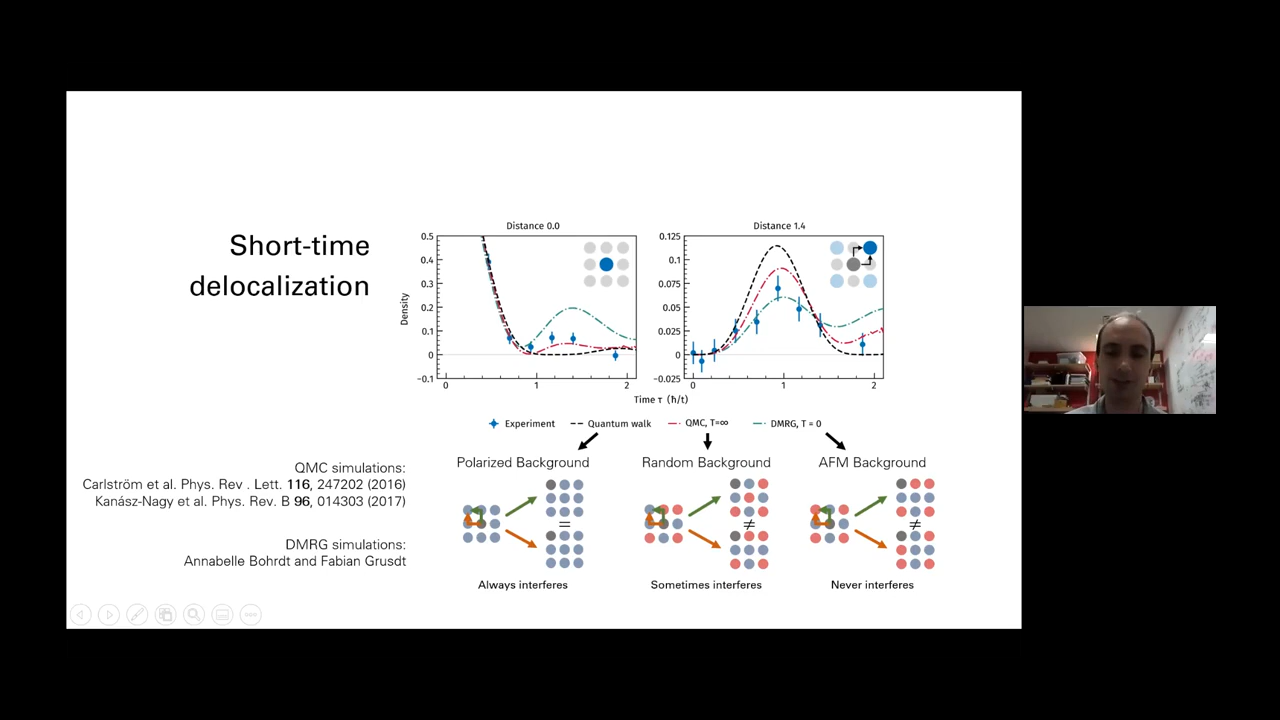 Short-time
delocalization
Distance 0.0
Distance 1.4
0.5
0.4
0.3
0.2
0.1
0
−0.1
Density
0.125
0.1
0.075
0.05
0.025
0
−0.025
0
1
2
0
1
2
Time τ (ħ/t)
Experiment
Quantum walk
QMC, T=∞
DMRG, T = 0
Polarized Background
Random Background
AFM Background
=
≠
≠
Always interferes
Sometimes interferes
Never interferes
QMC simulations:
Carlström et al. Phys. Rev . Lett. 116, 247202 (2016)
Kanász-Nagy et al. Phys. Rev. B 96, 014303 (2017)
DMRG simulations:
Annabelle Bohrdt and Fabian Grusdt